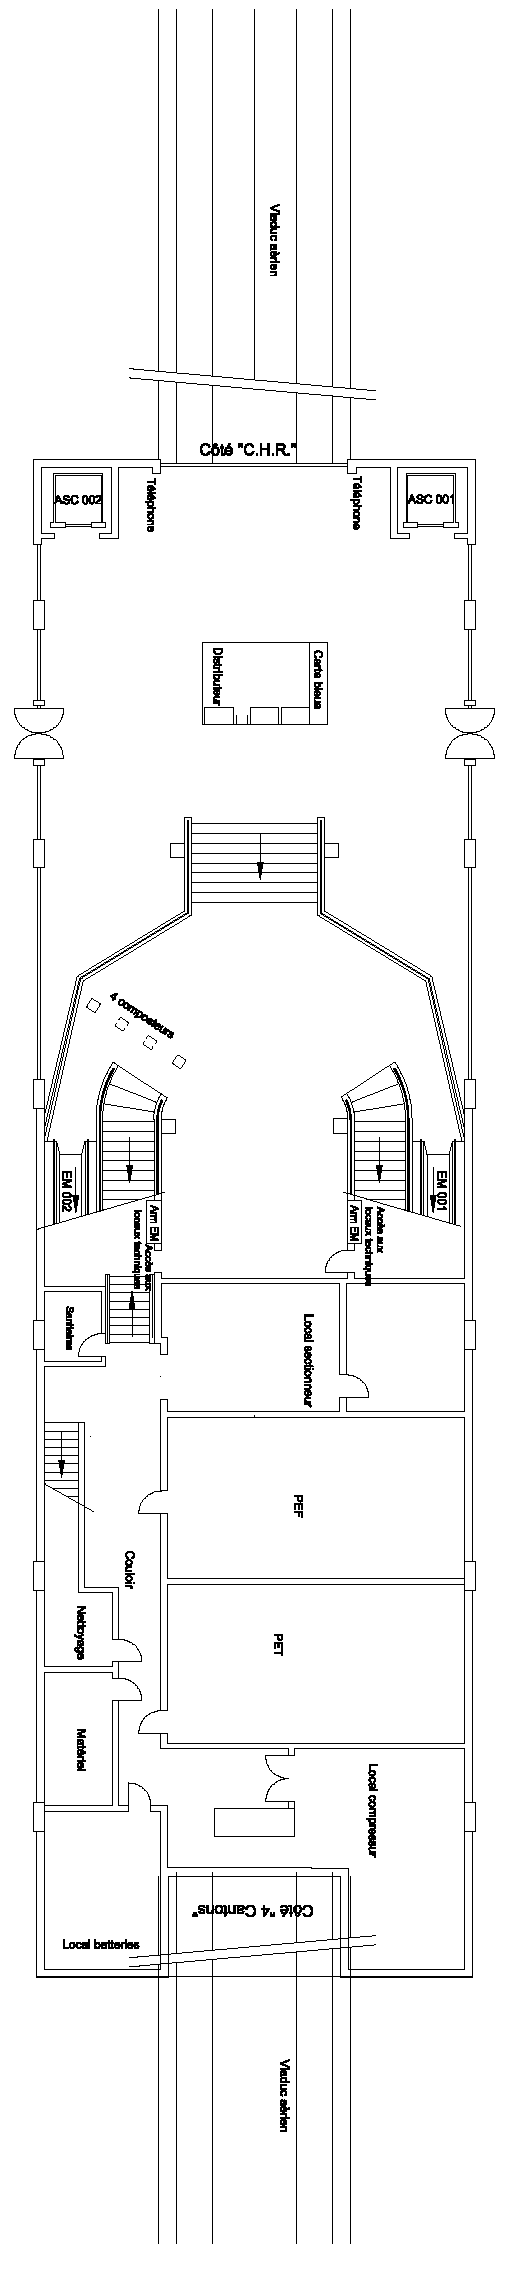 Viaduc aérien
Côté "C.H.R."
ASC 002
Téléphone
Téléphone
ASC 001
Distributeur
Carte bleue
4 composteurs
EM 002
Arm EM
Accès aux
locaux techniques
Arm EM
Accès aux
locaux techniques
EM 001
Sanitaires
Local sectionneur
PEF
Couloir
Nettoyage
PET
Matériel
Local compressur
Côté "4 Cantons"
Local batteries
Viaduc aérien